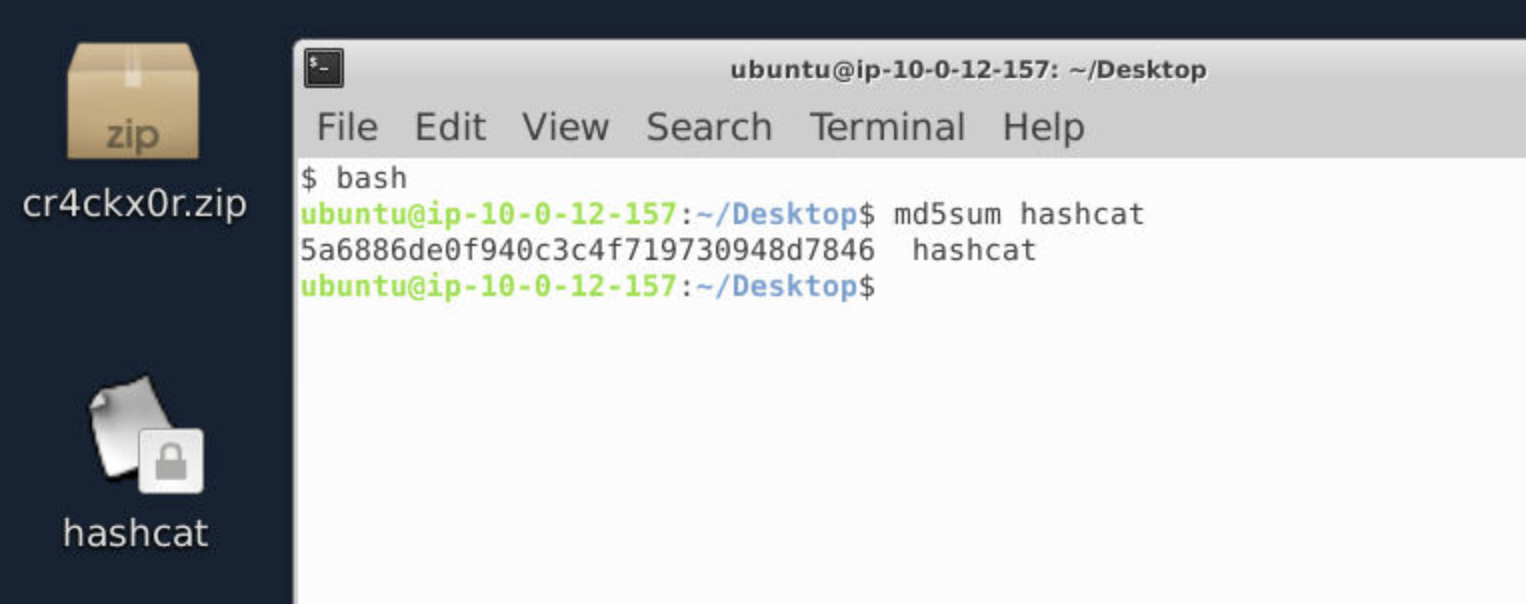 zip
cr4ckx0r.zip
hashcat
$_
ubuntu@ip-10-0-12-157: ~/Desktop
File Edit View Search Terminal Help
$ bash
ubuntu@ip-10-0-12-157:~/Desktop$ md5sum hashcat
5a6886de0f940c3c4f719730948d7846  hashcat
ubuntu@ip-10-0-12-157:~/Desktop$